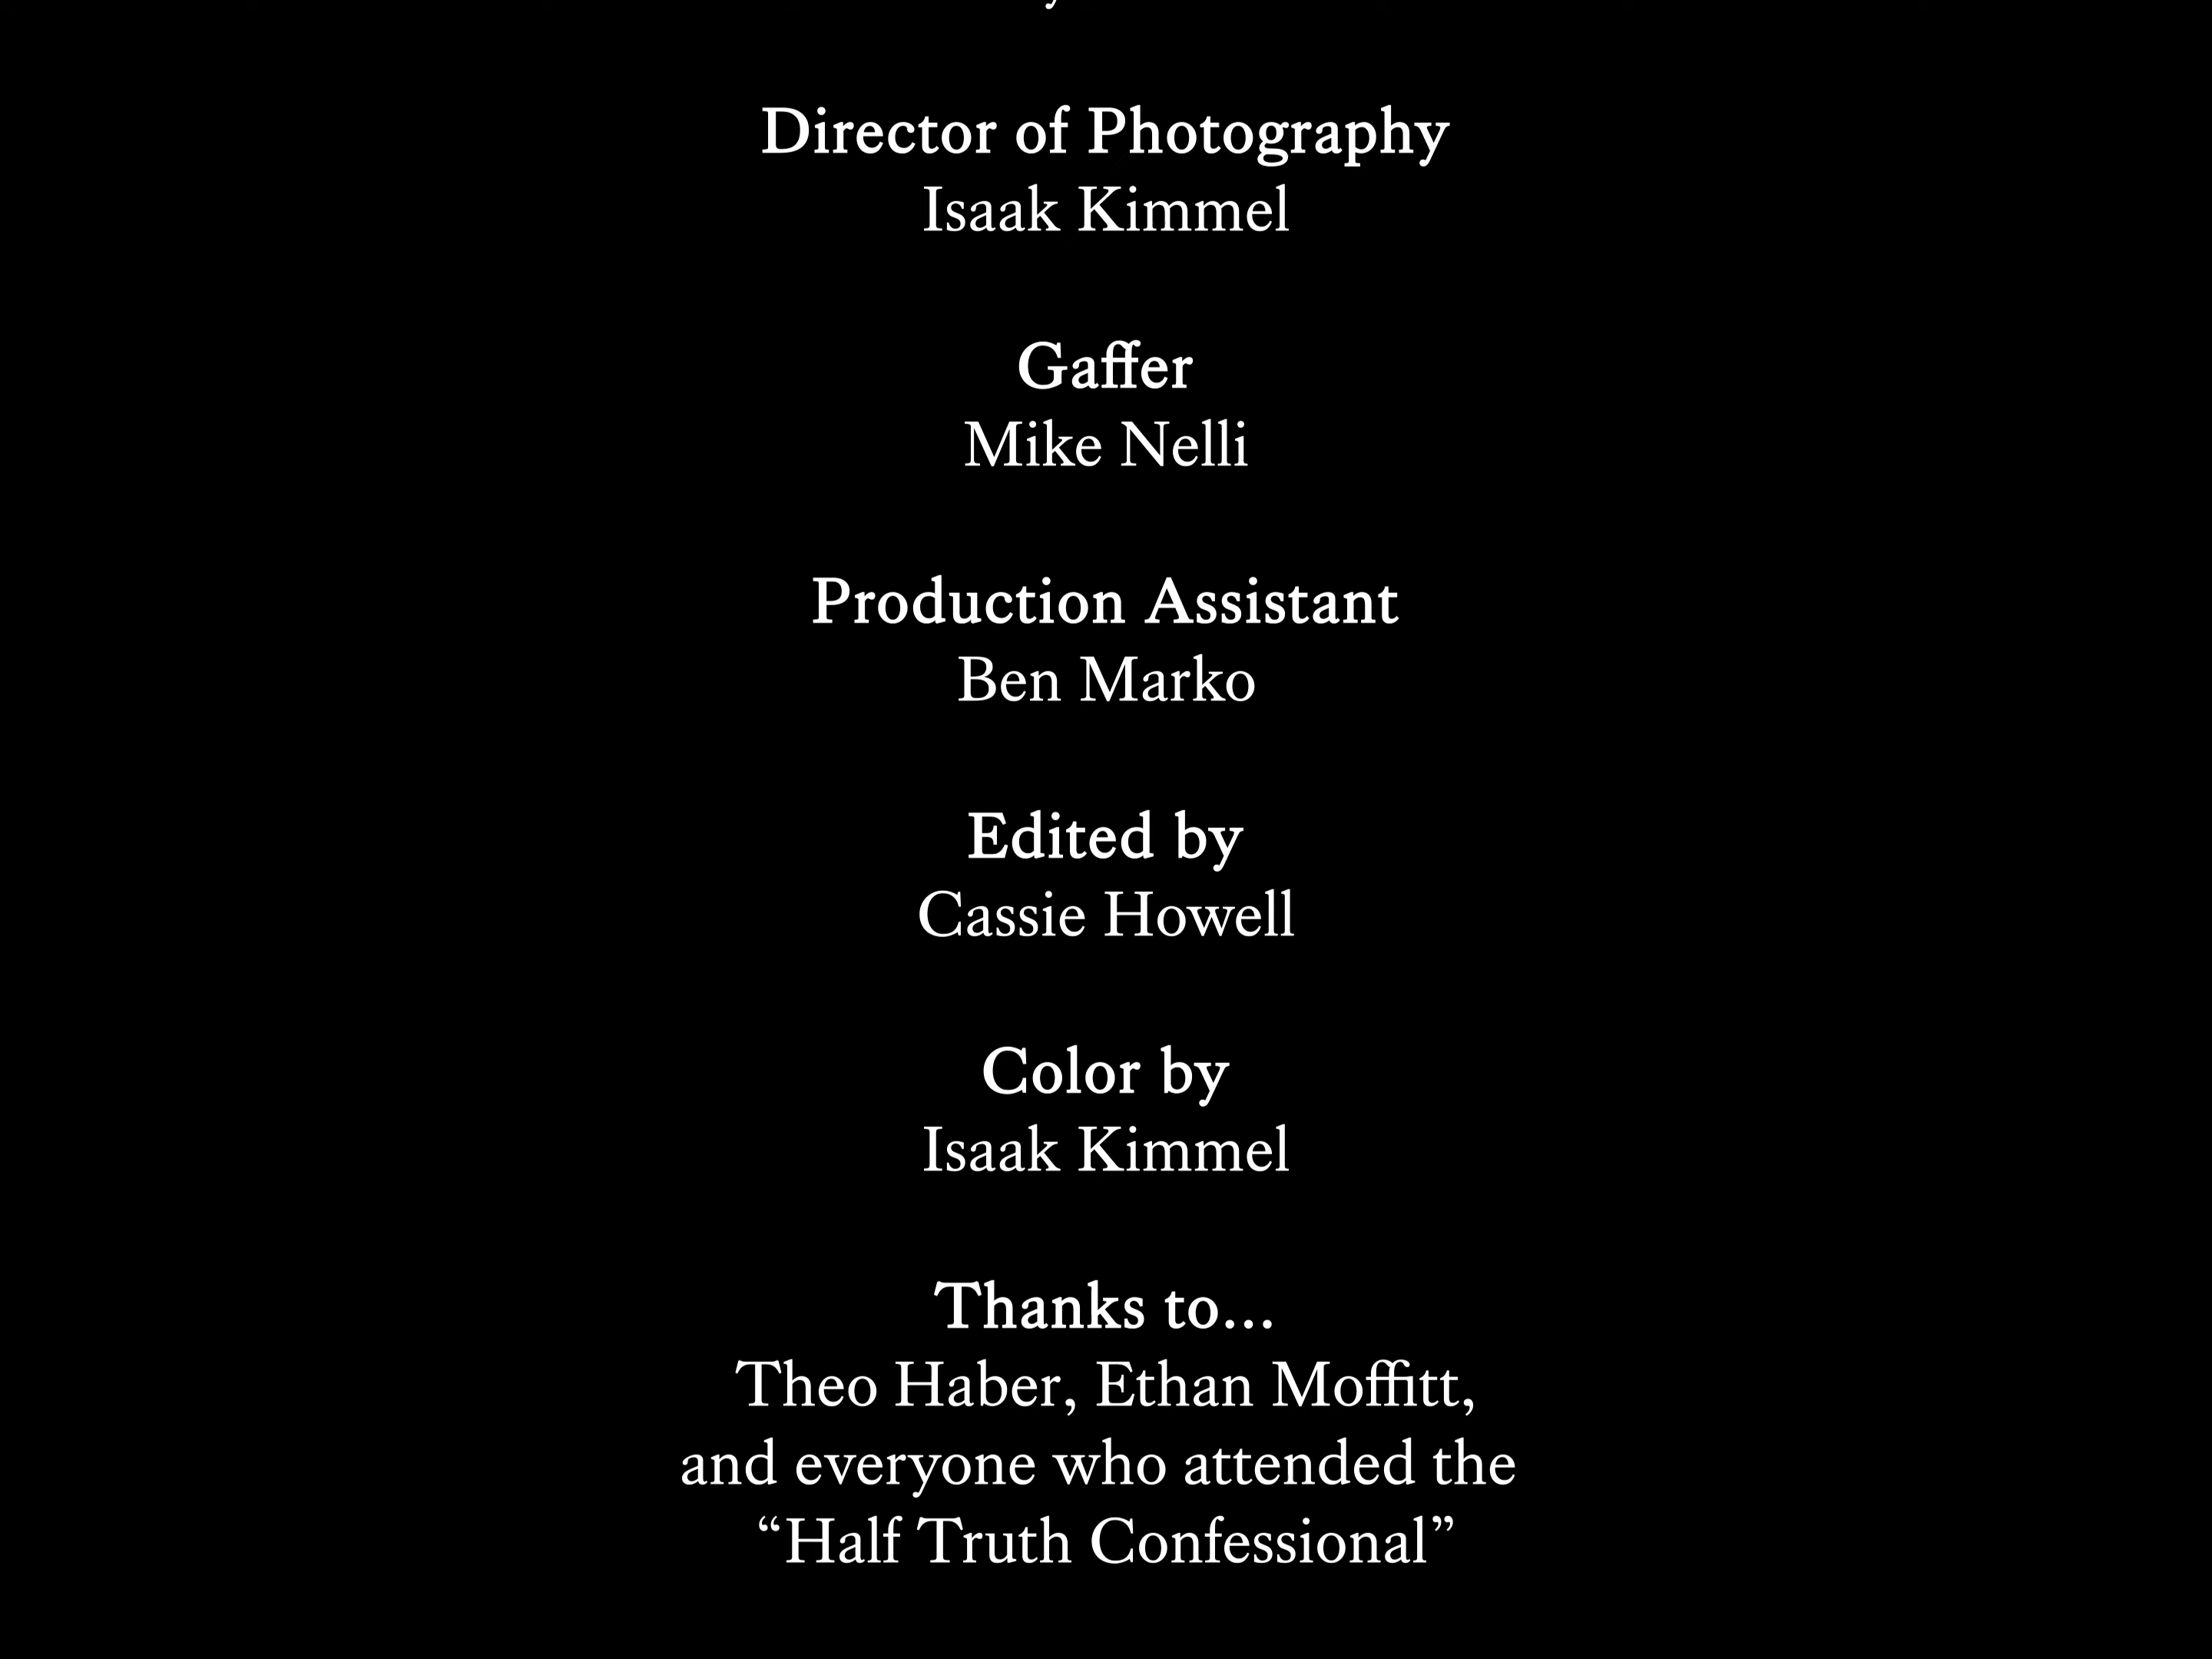 Director of Photography
Isaak Kimmel
Gaffer
Mike Nelli
Production Assistant
Ben Marko
Edited by
Cassie Howell
Color by
Isaak Kimmel
Thanks to...
Theo Haber, Ethan Moffitt,
and everyone who attended the
“Half Truth Confessional”